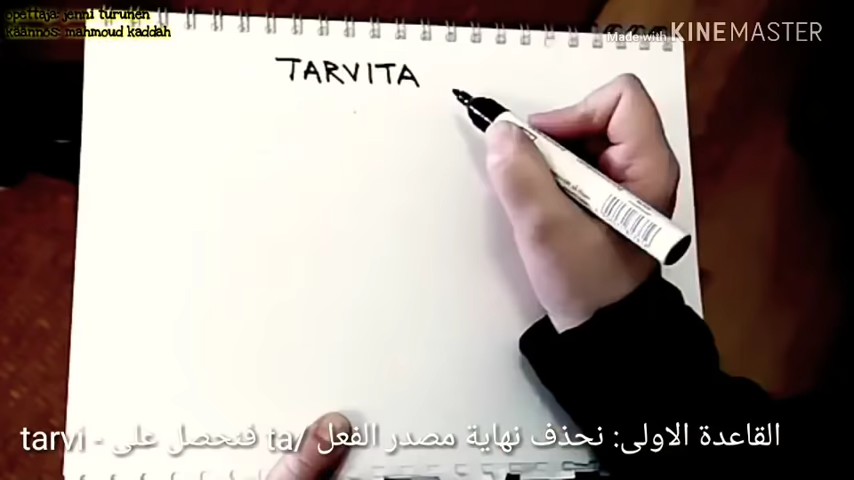 opettaja: jenni turunen
käännös: mahmoud kaddah
Made with KINEMASTER
TARVITA
القاعدة الاولى: نحذف نهاية مصدر الفعل /ta فنحصل على - tarvi